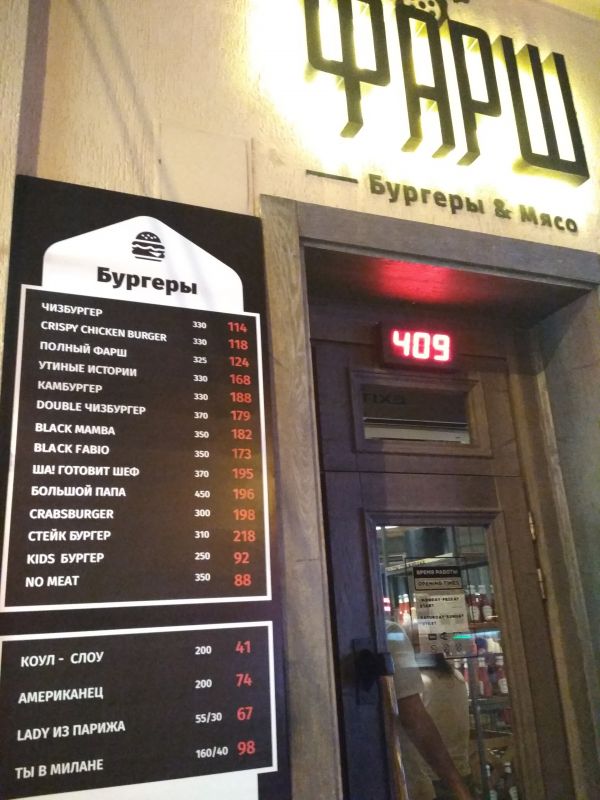 ФАРШ
Бургеры & Мясо
409
Бургеры
ЧИЗБУРГЕР 330 114
CRISPY CHICKEN BURGER 330 118
ПОЛНЫЙ ФАРШ 325 124
УТИНЫЕ ИСТОРИИ 330 168
КАМБУРГЕР 330 188
DOUBLE ЧИЗБУРГЕР 370 179
BLACK MAMBA 350 182
BLACK FABIO 350 173
ША! ГОТОВИТ ШЕФ 370 195
БОЛЬШОЙ ПАПА 450 196
CRABSBURGER 300 198
СТЕЙК БУРГЕР 310 218
KIDS БУРГЕР 250 92
NO MEAT 350 88
КОУЛ - СЛОУ 200 41
АМЕРИКАНЕЦ 200 74
LADY ИЗ ПАРИЖА 55/30 67
ТЫ В МИЛАНЕ 160/40 98
ВРЕМЯ РАБОТЫ
OPENING TIMES